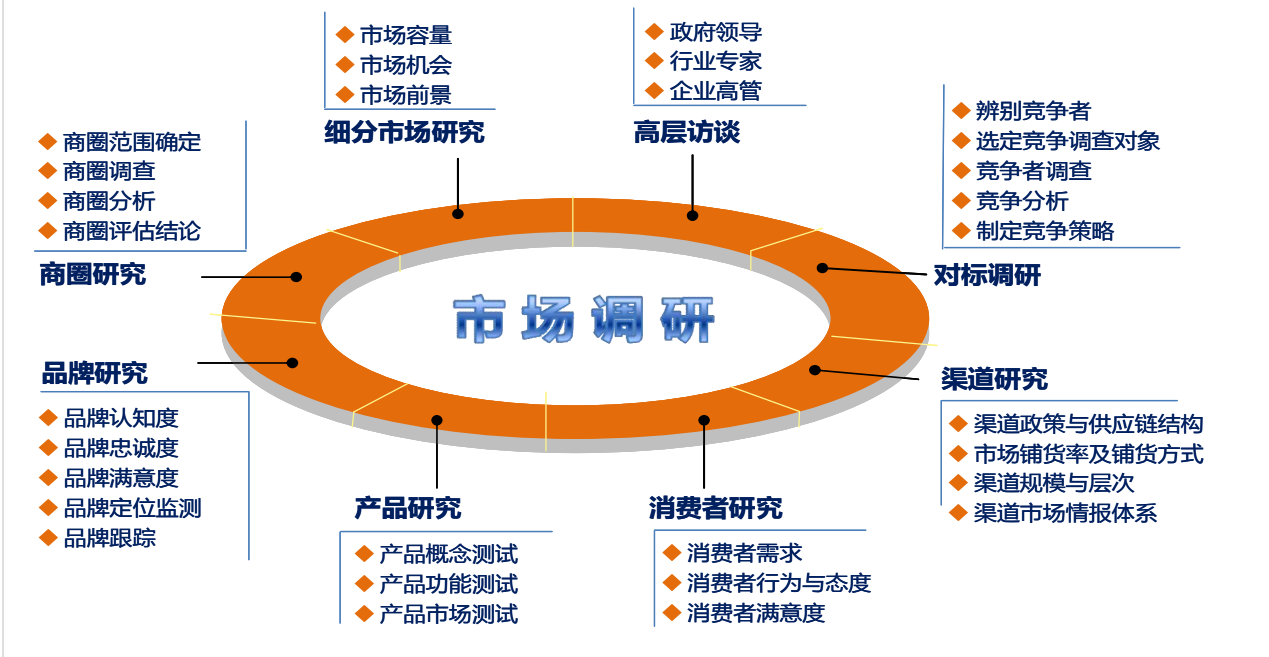 市场容量
市场机会
市场前景
细分市场研究
政府领导
行业专家
企业高管
高层访谈
辨别竞争者
选定竞争调查对象
竞争者调查
竞争分析
制定竞争策略
对标调研
商圈范围确定
商圈调查
商圈分析
商圈评估结论
商圈研究
市场调研
品牌研究
品牌认知度
品牌忠诚度
品牌满意度
品牌定位监测
品牌跟踪
渠道研究
渠道政策与供应链结构
市场铺货率及铺货方式
渠道规模与层次
渠道市场情报体系
产品研究
产品概念测试
产品功能测试
产品市场测试
消费者研究
消费者需求
消费者行为与态度
消费者满意度